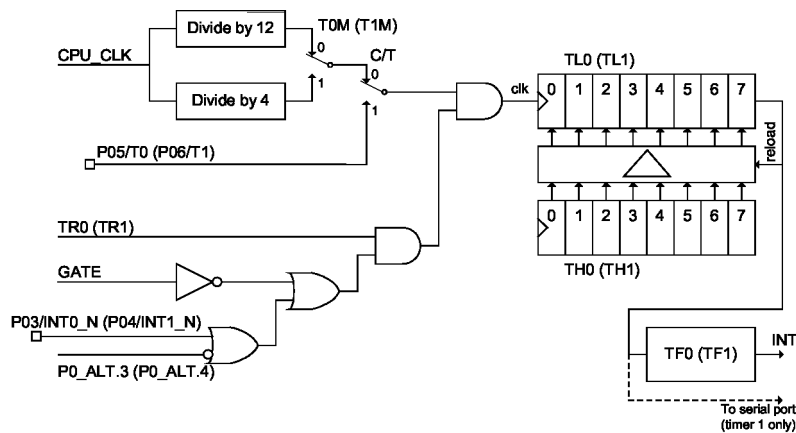 Divide by 12
T0M (T1M)
CPU_CLK
0
C/T
1
0
Divide by 4
1
TL0 (TL1)
clk
0 1 2 3 4 5 6 7
P05/T0 (P06/T1)
reload
TR0 (TR1)
0 1 2 3 4 5 6 7
TH0 (TH1)
GATE
P03/INT0_N (P04/INT1_N)
P0_ALT.3 (P0_ALT.4)
TF0 (TF1)
INT
To serial port
(timer 1 only)